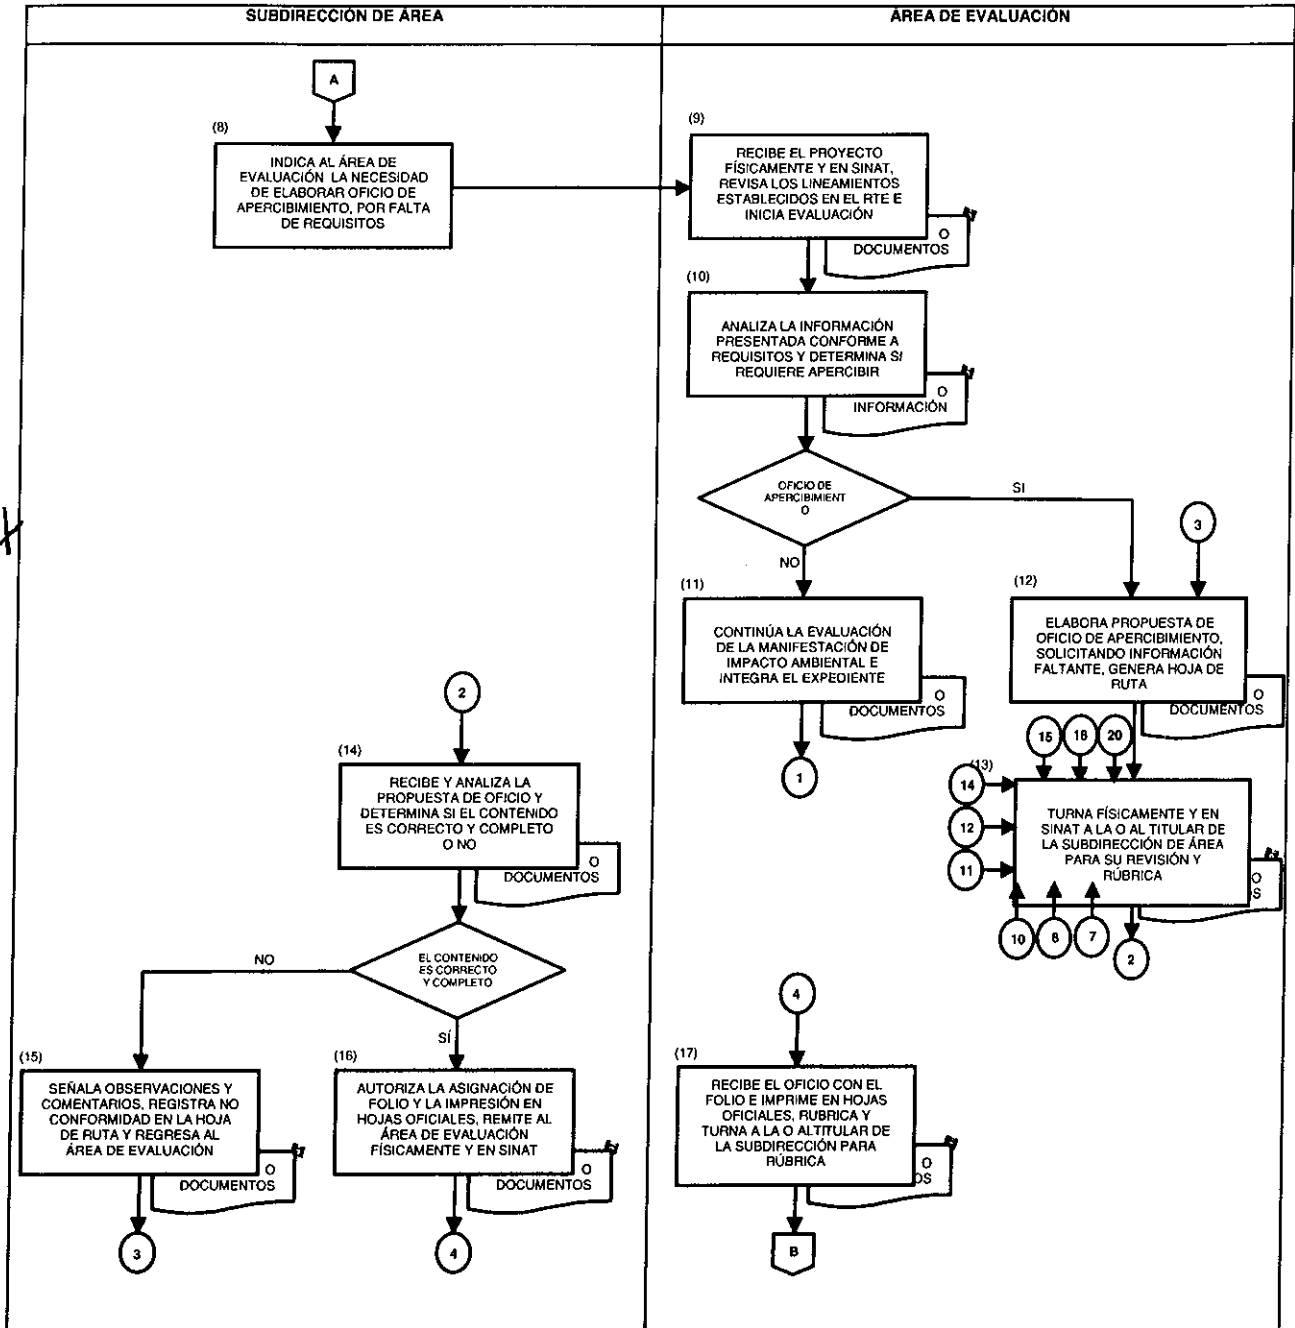 SUBDIRECCIÓN DE ÁREA
ÁREA DE EVALUACIÓN
A
(8)
INDICA AL ÁREA DE
EVALUACIÓN LA NECESIDAD
DE ELABORAR OFICIO DE
APERCIBIMIENTO, POR FALTA
DE REQUISITOS
(9)
RECIBE EL PROYECTO
FÍSICAMENTE Y EN SINAT,
REVISA LOS LINEAMIENTOS
ESTABLECIDOS EN EL RTE E
INICIA EVALUACIÓN
O
DOCUMENTOS
(10)
ANALIZA LA INFORMACIÓN
PRESENTADA CONFORME A
REQUISITOS Y DETERMINA SI
REQUIERE APERCIBIR
O
INFORMACIÓN
OFICIO DE
APERCIBIMIENT
O
SI
NO
3
(11)
CONTINÚA LA EVALUACIÓN
DE LA MANIFESTACIÓN DE
IMPACTO AMBIENTAL E
INTEGRA EL EXPEDIENTE
O
DOCUMENTOS
1
(12)
ELABORA PROPUESTA DE
OFICIO DE APERCIBIMIENTO,
SOLICITANDO INFORMACIÓN
FALTANTE, GENERA HOJA DE
RUTA
O
DOCUMENTOS
15
18
20
(13)
14
12
11
TURNA FÍSICAMENTE Y EN
SINAT A LA O AL TITULAR DE
LA SUBDIRECCIÓN DE ÁREA
PARA SU REVISIÓN Y
RÚBRICA
O
S
10
8
7
2
2
(14)
RECIBE Y ANALIZA LA
PROPUESTA DE OFICIO Y
DETERMINA SI EL CONTENIDO
ES CORRECTO Y COMPLETO
O NO
O
DOCUMENTOS
EL CONTENIDO
ES CORRECTO
Y COMPLETO
NO
SÍ
(15)
SEÑALA OBSERVACIONES Y
COMENTARIOS, REGISTRA NO
CONFORMIDAD EN LA HOJA
DE RUTA Y REGRESA AL
ÁREA DE EVALUACIÓN
O
DOCUMENTOS
3
(16)
AUTORIZA LA ASIGNACIÓN DE
FOLIO Y LA IMPRESIÓN EN
HOJAS OFICIALES, REMITE AL
ÁREA DE EVALUACIÓN
FÍSICAMENTE Y EN SINAT
O
DOCUMENTOS
4
4
(17)
RECIBE EL OFICIO CON EL
FOLIO E IMPRIME EN HOJAS
OFICIALES, RUBRICA Y
TURNA A LA O ALTITULAR DE
LA SUBDIRECCIÓN PARA
RÚBRICA
O
OS
B